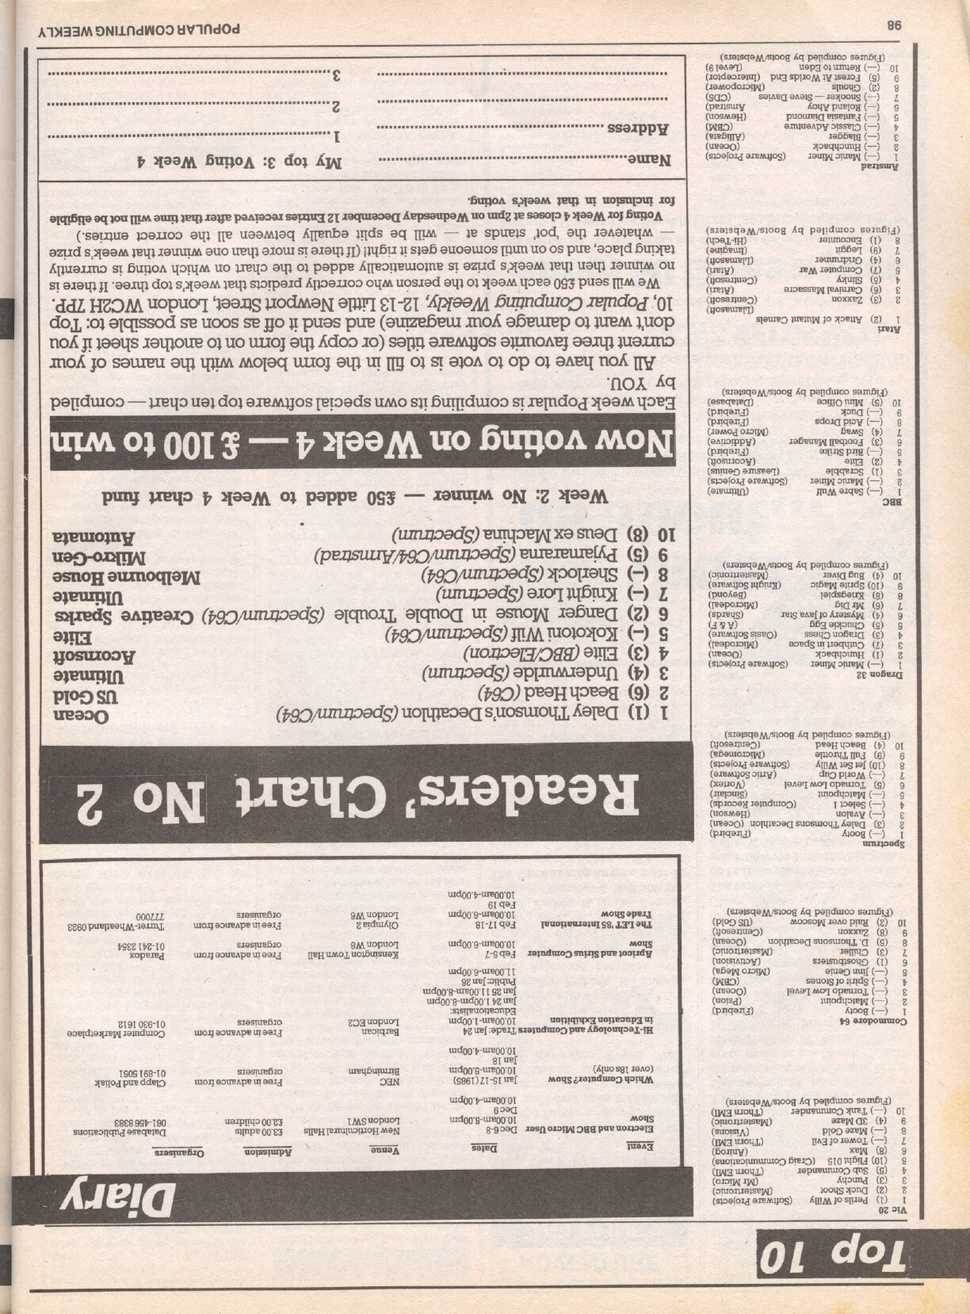 Top 10
Vic 20
1 (1) Perils of Willy (Software Projects)
2 (2) Duck Shoot (Mastertronic)
3 (3) Punchy (Mr Micro)
4 (5) Sub Commander (Thorn EMI)
5 (10) Flight 015 (Craig Communications)
6 (8) Max (Anirog)
7 (—) Tower of Evil (Thorn EMI)
8 (—) Maze Gold (Visions)
9 (4) 3D Maze (Mastertronic)
10 (—) Tank Commander (Thorn EMI)
(Figures compiled by Boots/Websters)
Commodore 64
1 (—) Booty (Firebird)
2 (—) Matchpoint (Psion)
3 (—) Tornado Low Level (Ocean)
4 (—) Spirit of Stones (CBM)
5 (—) Jinn Genie (Micro Mega)
6 (1) Ghostbusters (Activision)
7 (3) Chiller (Mastertronic)
8 (5) D. Thomsons Decathlon (Ocean)
9 (8) Zaxxon (Centresoft)
10 (2) Raid over Moscow (US Gold)
(Figures compiled by Boots/Websters)
Spectrum
1 (—) Booty (Firebird)
2 (3) Daley Thomsons Decathlon (Ocean)
3 (—) Avalon (Hewson)
4 (—) Select 1 (Computer Records)
5 (—) Matchpoint (Sinclair)
6 (5) Tornado Low Level (Vortex)
7 (—) World Cup (Artic Software)
8 (10) Jet Set Willy (Software Projects)
9 (9) Full Throttle (Micromega)
10 (4) Beach Head (Centresoft)
(Figures compiled by Boots/Websters)
Dragon 32
1 (—) Manic Miner (Software Projects)
2 (1) Hunchback (Ocean)
3 (7) Cuthbert in Space (Microdeal)
4 (3) Dragon Chess (Oasis Software)
5 (5) Chuckie Egg (A & F)
6 (4) Mystery of Java Star (Shards)
7 (6) Mr Dig (Microdeal)
8 (8) Kriegspiel (Beyond)
9 (10) Sprite Magic (Knight Software)
10 (4) Bug Diver (Mastertronic)
(Figures compiled by Boots/Websters)
BBC
1 (—) Sabre Wulf (Ultimate)
2 (—) Manic Miner (Software Projects)
3 (1) Scrabble (Leasure Genius)
4 (2) Elite (Acornsoft)
5 (—) Bird Strike (Firebird)
6 (3) Football Manager (Addictive)
7 (4) Swag (Micro Power)
8 (—) Acid Drops (Firebird)
9 (—) Duck (Firebird)
10 (5) Mini Office (Database)
(Figures compiled by Boots/Websters)
Atari
1 (2) Attack of Mutant Camels
(Llamasoft)
2 (3) Zaxxon (Centresoft)
3 (6) Carnival Massacre (Atari)
4 (5) Slinky (Centresoft)
5 (7) Computer War (Atari)
6 (4) Gridrunner (Llamasoft)
7 (9) Leggit (Imagine)
8 (1) Encounter (Hi-Tech)
(Figures compiled by Boots/Websters)
Amstrad
1 (—) Manic Miner (Software Projects)
2 (—) Hunchback (Ocean)
3 (—) Blagger (Alligata)
4 (—) Classic Adventure (CBM)
5 (—) Fantasia Diamond (Hewson)
6 (—) Roland Ahoy Amstrad)
7 (—) Snooker — Steve Davies (CDS)
8 (2) Ghouls (Micropower)
9 (5) Forest At Worlds End (Interceptor)
10 (—) Return to Eden (Level 9)
(Figures compiled by Boots/Websters)
Diary
Event Dates Venue Admission Organisers
Electron and BBC Micro User Dec 6-8 New Horticultural Halls £3.00 adults Database Publications
Show 10.00am-6.00pm London SW1 £2.00 children 061-456 8383
Dec 9
10.00am-4.00pm
Which Computer? Show Jan 15-17 (1985) NEC Free in advance from Clapp and Poliak
(over 18s only) 10.00am-6.00pm Birmingham organisers 01-891 5051
Jan 18
10.00am-4.00pm
Hi-Technology and Computers Trade: Jan 24 Barbican Free in advance from Computer Marketplace
in Education Exhibition 10.00am-1.00pm London EC2 organisers 01-930 1612
Educationalists:
Jan 24 1.00pm-8.00pm
Jan 25 11.00am-8.00pm
Public: Jan 26
11.00am-6.00pm
Apricot and Sirius Computer Feb 5-7 Kensington Town Hall Free in advance from Paradox
Show 10.00am-6.00pm London W8 organisers 01-241 2354
The LET '85 International Feb 17-18 Olympia 2 Free in advance from Turret-Wheatland 0923
Trade Show 10.00am-6.00pm London W6 organisers 777000
Feb 19
10.00am-4.00pm
Readers' Chart No 2
1 (1) Daley Thomson's Decathlon (Spectrum/C64) Ocean
2 (6) Beach Head (C64) US Gold
3 (4) Underwurlde (Spectrum) Ultimate
4 (3) Elite (BBC/Electron) Acornsoft
5 (–) Kokotoni Wilf (Spectrum/C64) Elite
6 (2) Danger Mouse in Double Trouble (Spectrum/C64) Creative Sparks
7 (–) Knight Lore (Spectrum) Ultimate
8 (–) Sherlock (Spectrum/C64) Melbourne House
9 (5) Pyjamarama (Spectrum/C64/Amstrad) Mikro-Gen
10 (8) Deus ex Machina (Spectrum) Automata
Week 2: No winner — £50 added to Week 4 chart fund
Now voting on Week 4 — £100 to win
Each week Popular is compiling its own special software top ten chart — compiled
by YOU.
All you have to do to vote is to fill in the form below with the names of your
current three favourite software titles (or copy the form on to another sheet if you
don't want to damage your magazine) and send it off as soon as possible to: Top
10, Popular Computing Weekly, 12-13 Little Newport Street, London WC2H 7PP.
We will send £50 each week to the person who correctly predicts that week's top three. If there is
no winner then that week's prize is automatically added to the chart on which voting is currently
taking place, and so on until someone gets it right! (If there is more than one winner that week's prize
— whatever the 'pot' stands at — will be split equally between all the correct entries.)
Voting for Week 4 closes at 2pm on Wednesday December 12 Entries received after that time will not be eligible
for inclusion in that week's voting.
Name My top 3: Voting Week 4
Address 1
2
3
98 POPULAR COMPUTING WEEKLY